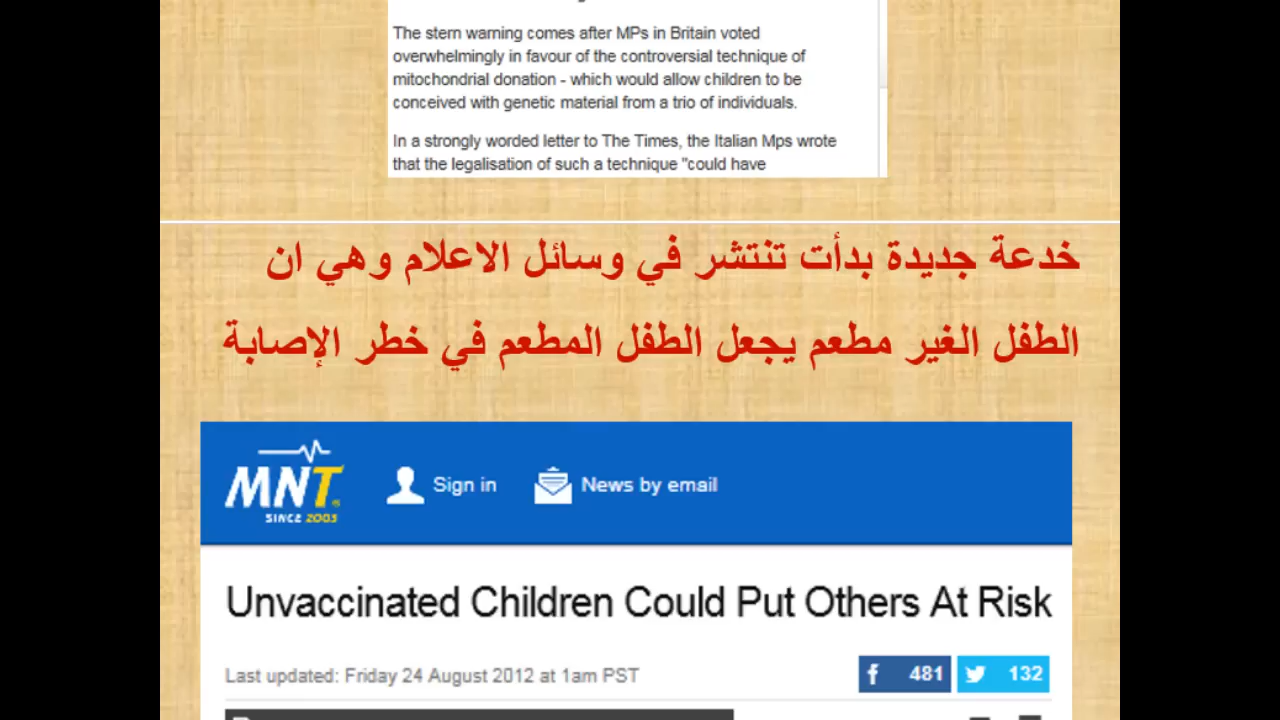 The stern warning comes after MPs in Britain voted
overwhelmingly in favour of the controversial technique of
mitochondrial donation - which would allow children to be
conceived with genetic material from a trio of individuals.
In a strongly worded letter to The Times, the Italian Mps wrote
that the legalisation of such a technique "could have
خدعة جديدة بدأت تنتشر في وسائل الاعلام وهي ان
الطفل الغير مطعم يجعل الطفل المطعم في خطر الإصابة
MNT
SINCE 2003
Sign in
News by email
Unvaccinated Children Could Put Others At Risk
Last updated: Friday 24 August 2012 at 1am PST
481
132